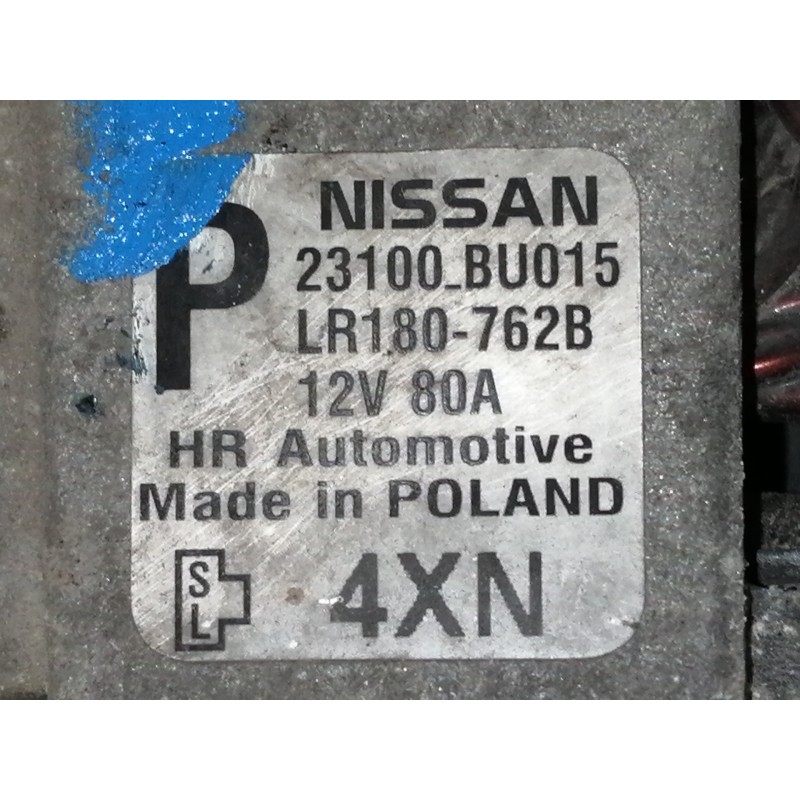 P
NISSAN
23100_BU015
LR180-762B
12V 80A
HR Automotive
Made in POLAND
S
L
4XN